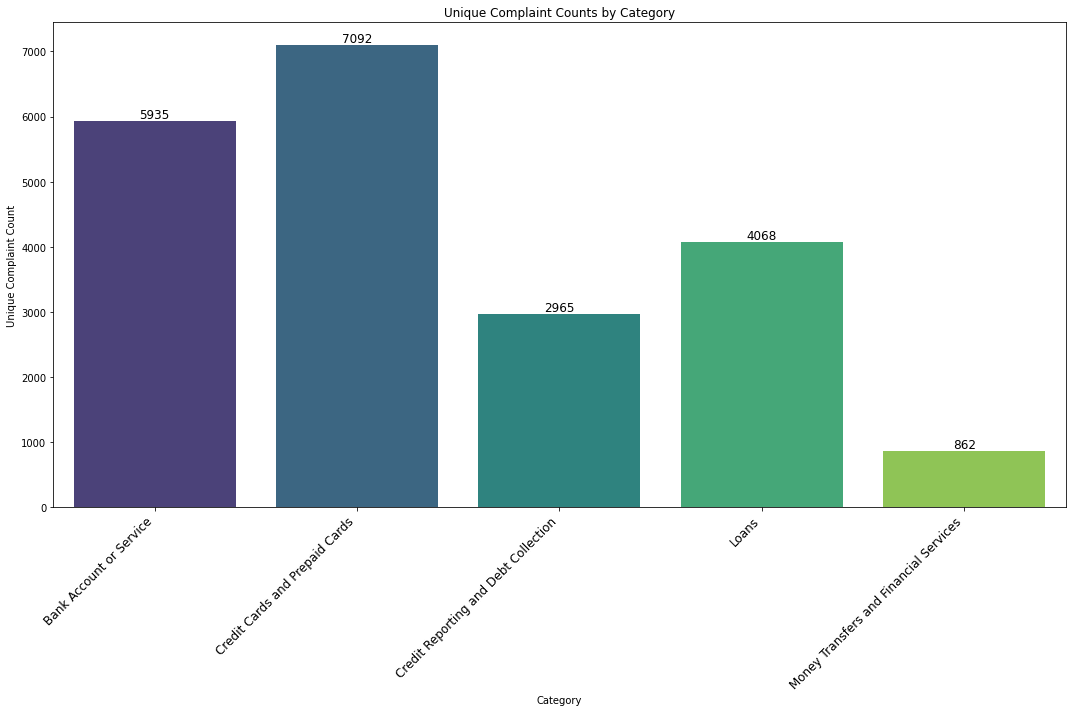 Unique Complaint Counts by Category
Unique Complaint Count
7000
6000
5000
4000
3000
2000
1000
0
5935
7092
2965
4068
862
Bank Account or Service
Credit Cards and Prepaid Cards
Credit Reporting and Debt Collection
Loans
Money Transfers and Financial Services
Category